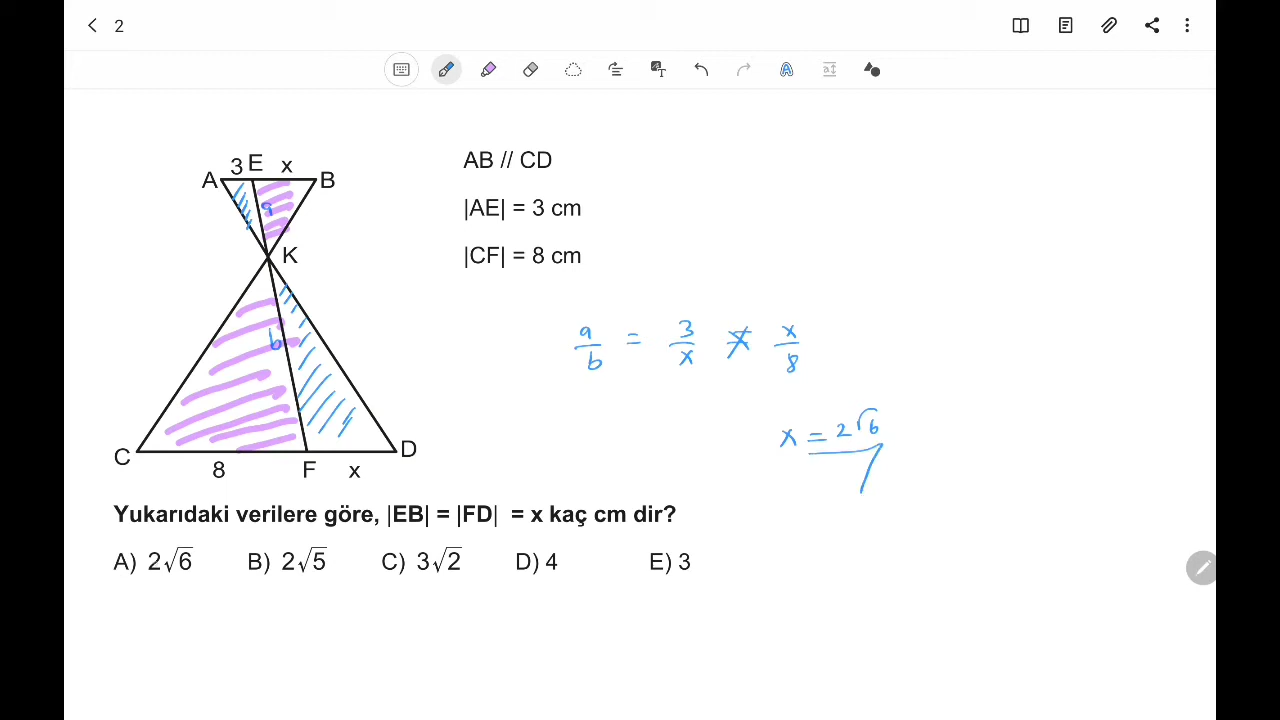 2
3 E x
A B
AB // CD
|AE| = 3 cm
a
K
|CF| = 8 cm
a/b = 3/x x/8
b
x = 2√6
C D
8 F x
Yukarıdaki verilere göre, |EB| = |FD| = x kaç cm dir?
A) 2√6 B) 2√5 C) 3√2 D) 4 E) 3